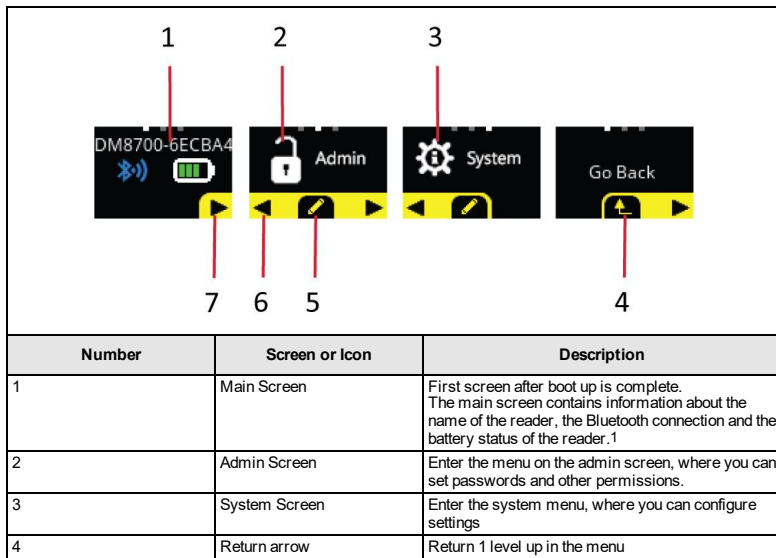 1 2 3
DM8700-6ECBA4
Admin
System
Go Back
7 6 5 4
Number Screen or Icon Description
1 Main Screen First screen after boot up is complete.
The main screen contains information about the
name of the reader, the Bluetooth connection and the
battery status of the reader.1
2 Admin Screen Enter the menu on the admin screen, where you can
set passwords and other permissions.
3 System Screen Enter the system menu, where you can configure
settings
4 Return arrow Return 1 level up in the menu